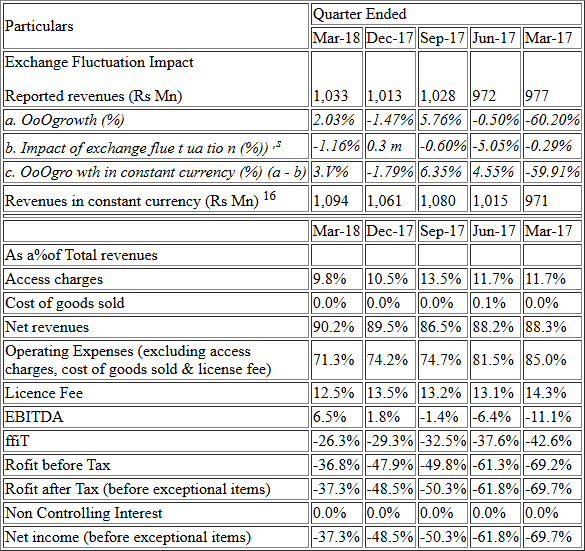 Particulars Quarter Ended
Mar-18 Dec-17 Sep-17 Jun-17 Mar-17
Exchange Fluctuation Impact
Reported revenues (Rs Mn) 1,033 1,013 1,028 972 977
a. OoOgrowth (%) 2.03% -1.47% 5.76% -0.50% -60.20%
b. Impact of exchange flue t ua tio n (%)) ,s -1.16% 0.3 m -0.60% -5.05% -0.29%
c. OoOgro wth in constant currency (%) (a - b) 3.V% -1.79% 6.35% 4.55% -59.91%
Revenues in constant currency (Rs Mn) 16 1,094 1,061 1,080 1,015 971
Mar-18 Dec-17 Sep-17 Jun-17 Mar-17
As a%of Total revenues
Access charges 9.8% 10.5% 13.5% 11.7% 11.7%
Cost of goods sold 0.0% 0.0% 0.0% 0.1% 0.0%
Net revenues 90.2% 89.5% 86.5% 88.2% 88.3%
Operating Expenses (excluding access
charges, cost of goods sold & license fee) 71.3% 74.2% 74.7% 81.5% 85.0%
Licence Fee 12.5% 13.5% 13.2% 13.1% 14.3%
EBITDA 6.5% 1.8% -1.4% -6.4% -11.1%
ffiT -26.3% -29.3% -32.5% -37.6% -42.6%
Rofit before Tax -36.8% -47.9% -49.8% -61.3% -69.2%
Rofit after Tax (before exceptional items) -37.3% -48.5% -50.3% -61.8% -69.7%
Non Controlling Interest 0.0% 0.0% 0.0% 0.0% 0.0%
Net income (before exceptional items) -37.3% -48.5% -50.3% -61.8% -69.7%